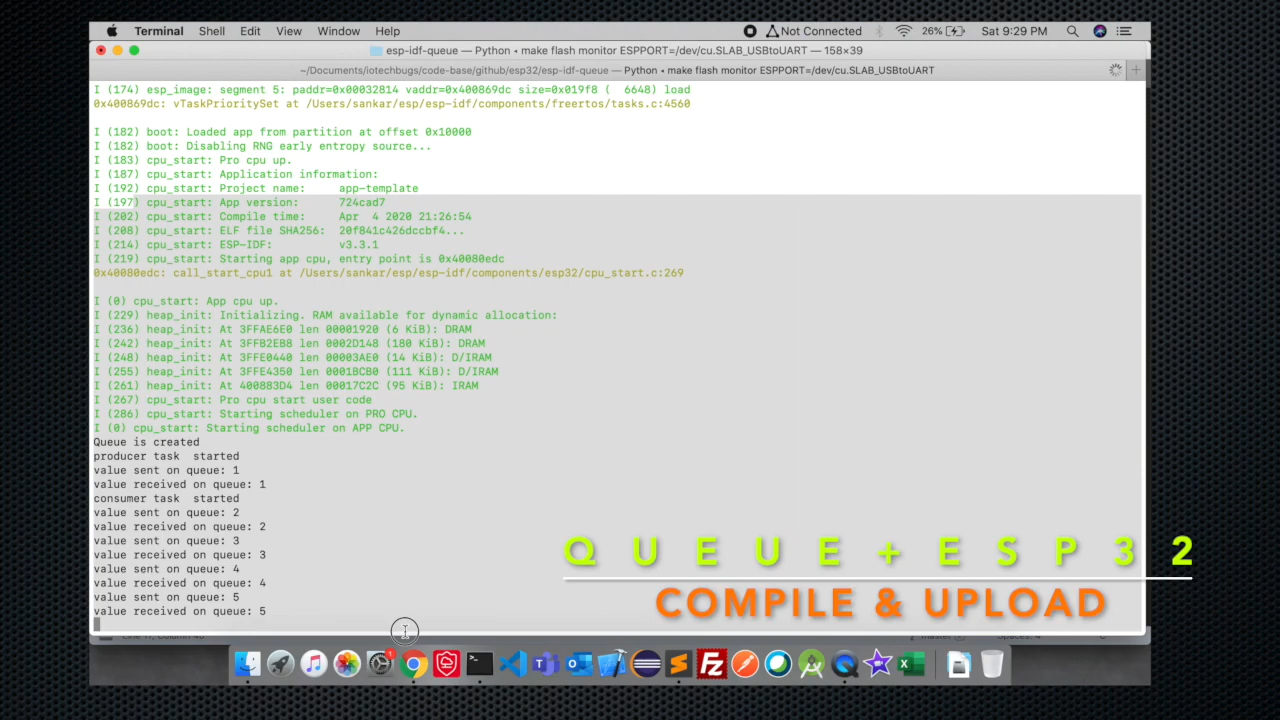 Terminal Shell Edit View Window Help Not Connected 26% Sat 9:29 PM
esp-idf-queue — Python • make flash monitor ESPPORT=/dev/cu.SLAB_USBtoUART — 158×39
~/Documents/iotechbugs/code-base/github/esp32/esp-idf-queue — Python • make flash monitor ESPPORT=/dev/cu.SLAB_USBtoUART
I (174) esp_image: segment 5: paddr=0x00032814 vaddr=0x400869dc size=0x019f8 (  6648) load
0x400869dc: vTaskPrioritySet at /Users/sankar/esp/esp-idf/components/freertos/tasks.c:4560
I (182) boot: Loaded app from partition at offset 0x10000
I (182) boot: Disabling RNG early entropy source...
I (183) cpu_start: Pro cpu up.
I (187) cpu_start: Application information:
I (192) cpu_start: Project name:     app-template
I (197) cpu_start: App version:      724cad7
I (202) cpu_start: Compile time:     Apr  4 2020 21:26:54
I (208) cpu_start: ELF file SHA256:  20f841c426dccbf4...
I (214) cpu_start: ESP-IDF:          v3.3.1
I (219) cpu_start: Starting app cpu, entry point is 0x40080edc
0x40080edc: call_start_cpu1 at /Users/sankar/esp/esp-idf/components/esp32/cpu_start.c:269
I (0) cpu_start: App cpu up.
I (229) heap_init: Initializing. RAM available for dynamic allocation:
I (236) heap_init: At 3FFAE6E0 len 00001920 (6 KiB): DRAM
I (242) heap_init: At 3FFB2EB8 len 0002D148 (180 KiB): DRAM
I (248) heap_init: At 3FFE0440 len 00003AE0 (14 KiB): D/IRAM
I (255) heap_init: At 3FFE4350 len 0001BCB0 (111 KiB): D/IRAM
I (261) heap_init: At 400883D4 len 00017C2C (95 KiB): IRAM
I (267) cpu_start: Pro cpu start user code
I (286) cpu_start: Starting scheduler on PRO CPU.
I (0) cpu_start: Starting scheduler on APP CPU.
Queue is created
producer task  started
value sent on queue: 1
value received on queue: 1
consumer task  started
value sent on queue: 2
value received on queue: 2
value sent on queue: 3
value received on queue: 3
value sent on queue: 4
value received on queue: 4
value sent on queue: 5
value received on queue: 5
QUEUE+ESP32
COMPILE & UPLOAD